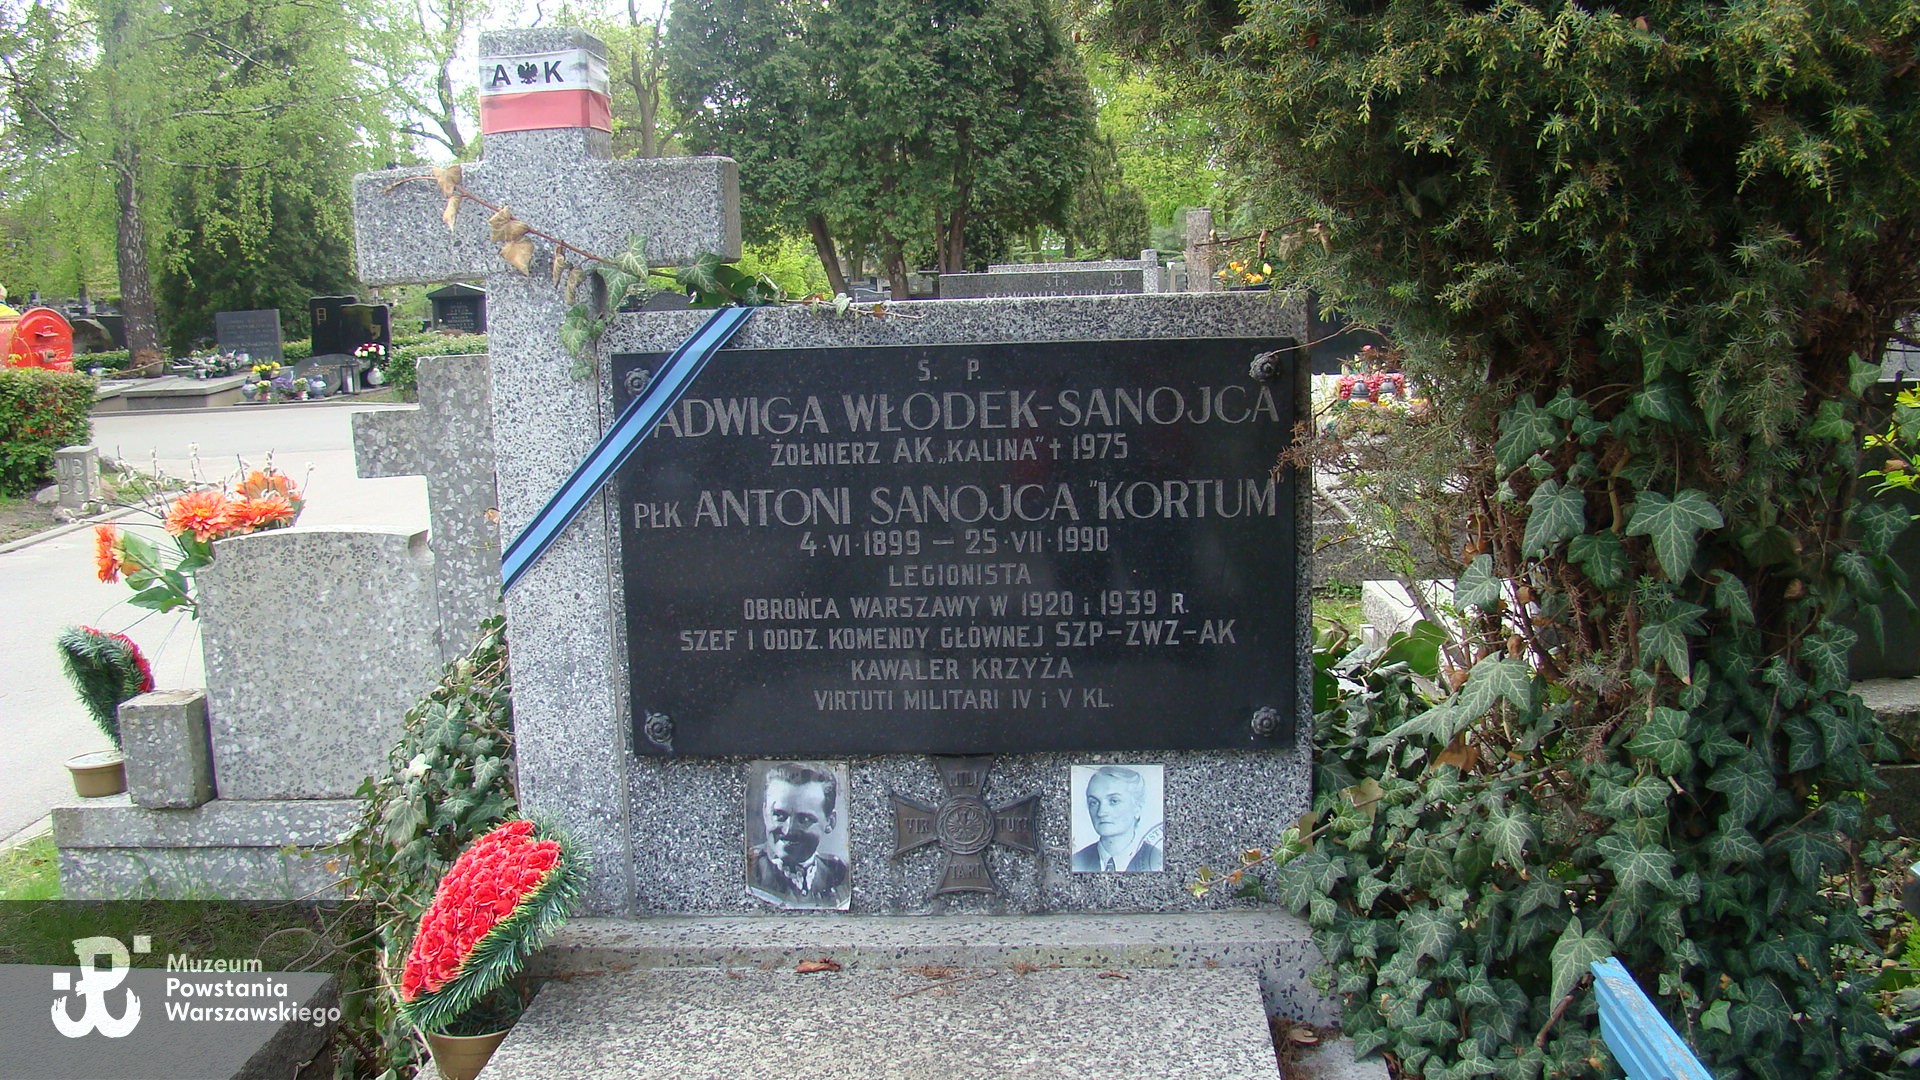 A K
Ś. P.
ADWIGA WŁODEK-SANOJCA
ŻOŁNIERZ AK „KALINA" † 1975
PŁK ANTONI SANOJCA "KORTUM"
4·VI·1899 — 25·VII·1990
LEGIONISTA
OBROŃCA WARSZAWY W 1920 i 1939 R.
SZEF I ODDZ. KOMENDY GŁÓWNEJ SZP-ZWZ-AK
KAWALER KRZYŻA
VIRTUTI MILITARI IV i V KL.
VIR TUTI
TARI
Muzeum
Powstania
Warszawskiego